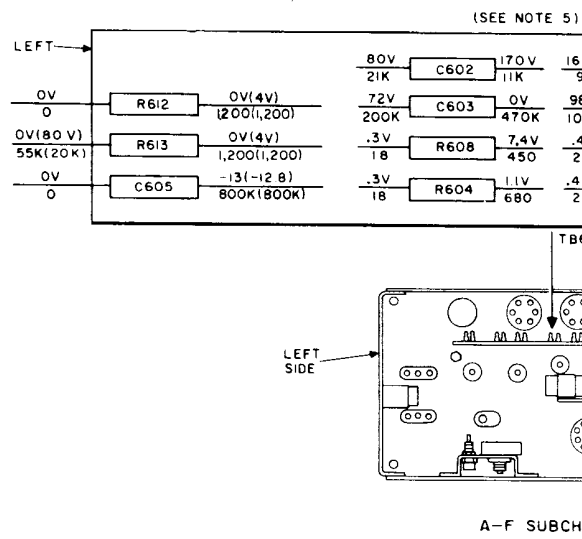 (SEE NOTE 5)
LEFT
80V 21K C602 170V 11K 16
0V 0 R612 0V(4V) 1,200(1,200)
72V 200K C603 0V 470K 98 10
0V(80V) 55K(20K) R613 0V(4V) 1,200(1,200)
.3V 18 R608 7.4V 450 .4 2
0V 0 C605 -13(-12.8) 800K(800K)
.3V 18 R604 1.1V 680 .4 2
TB6
LEFT
SIDE
A-F SUBCH